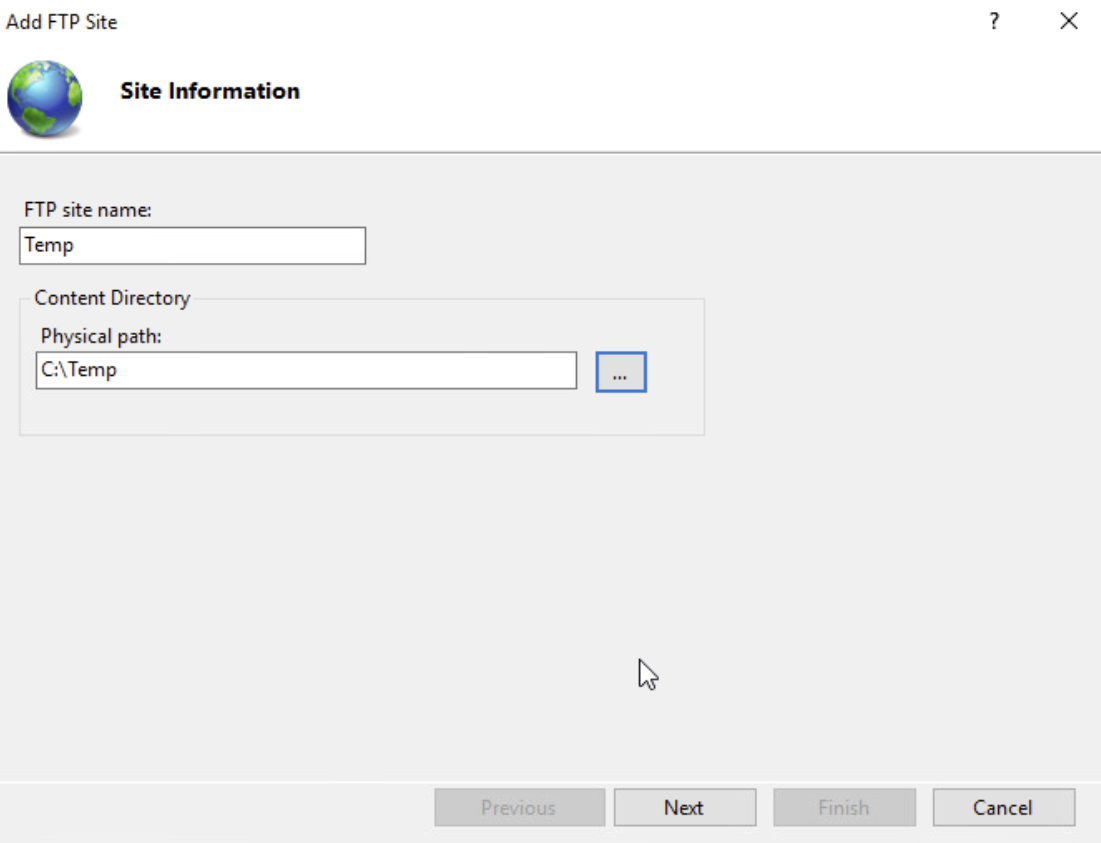 Add FTP Site
?
Site Information
FTP site name:
Temp
Content Directory
Physical path:
C:\Temp
...
Previous Next Finish Cancel